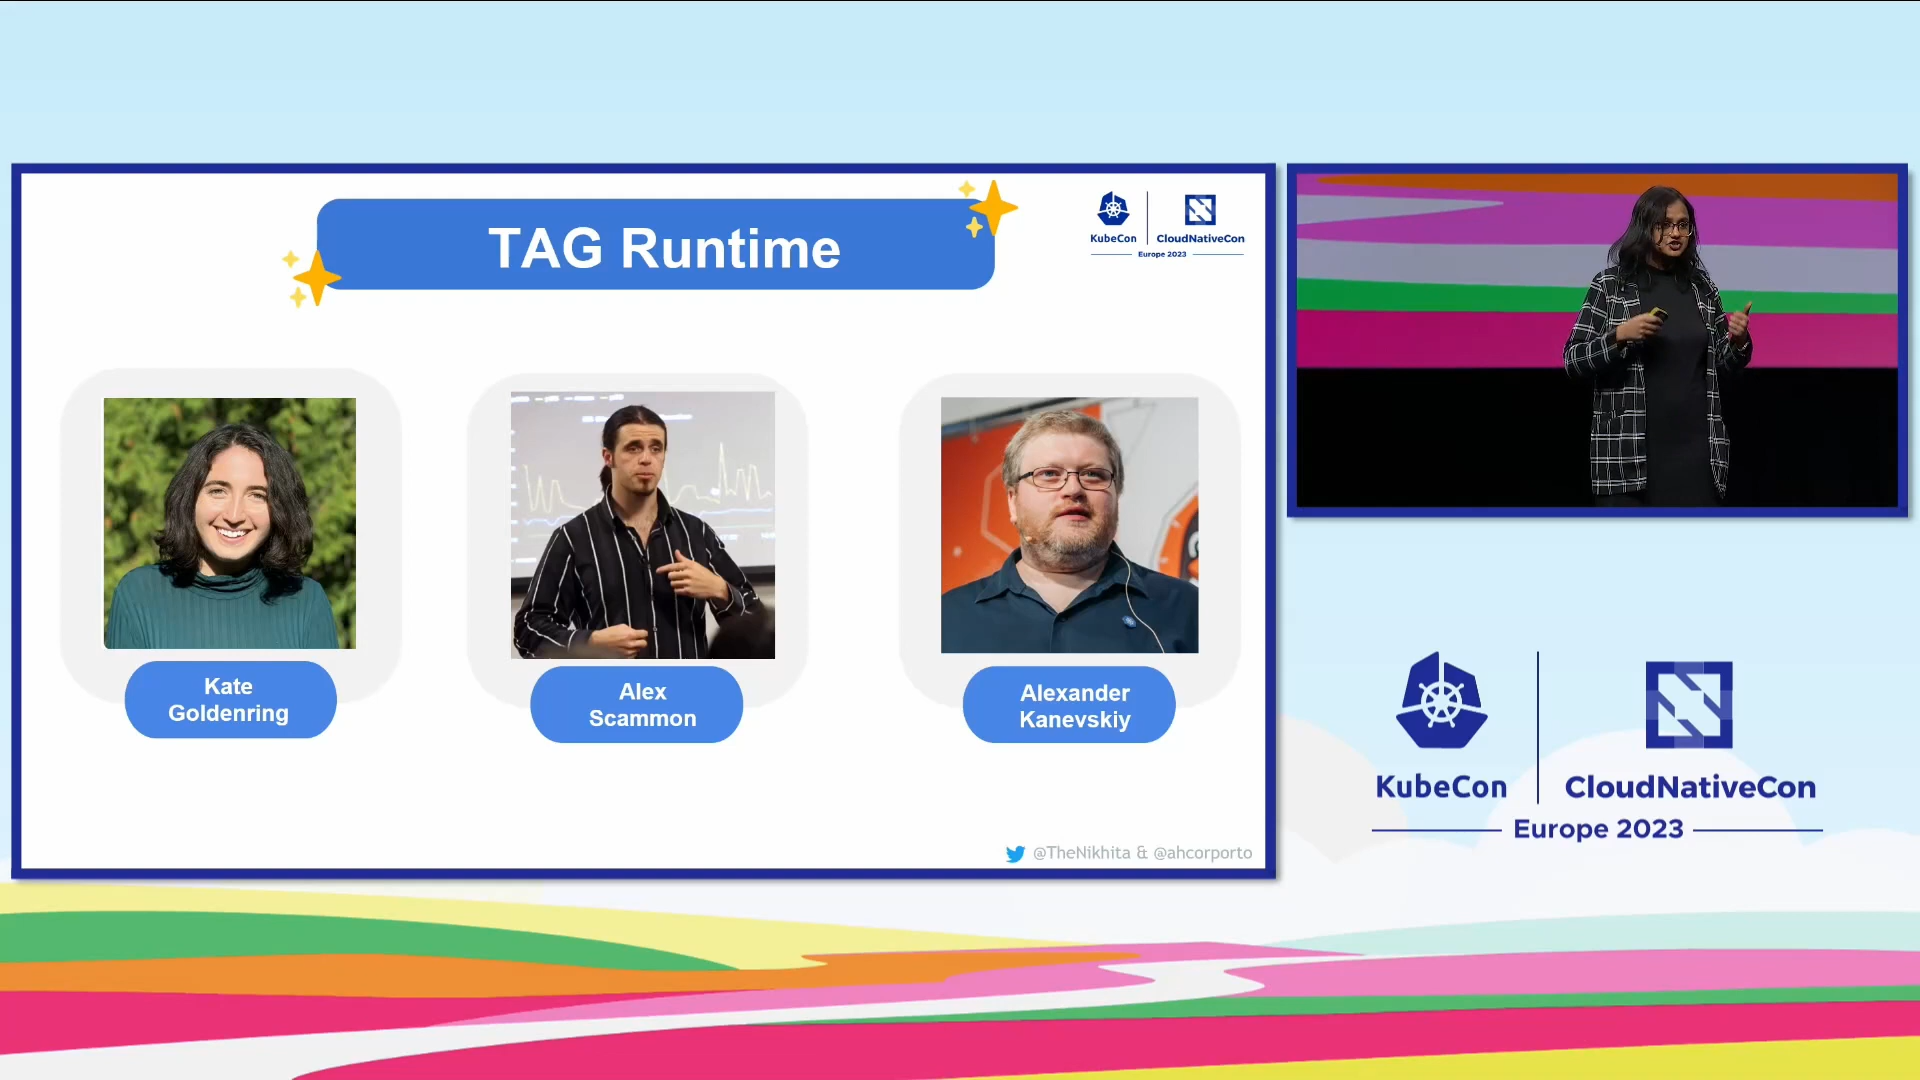 TAG Runtime
KubeCon
CloudNativeCon
Europe 2023
Kate
Goldenring
Alex
Scammon
Alexander
Kanevskiy
@TheNikhita & @ahcorporto
KubeCon
CloudNativeCon
Europe 2023